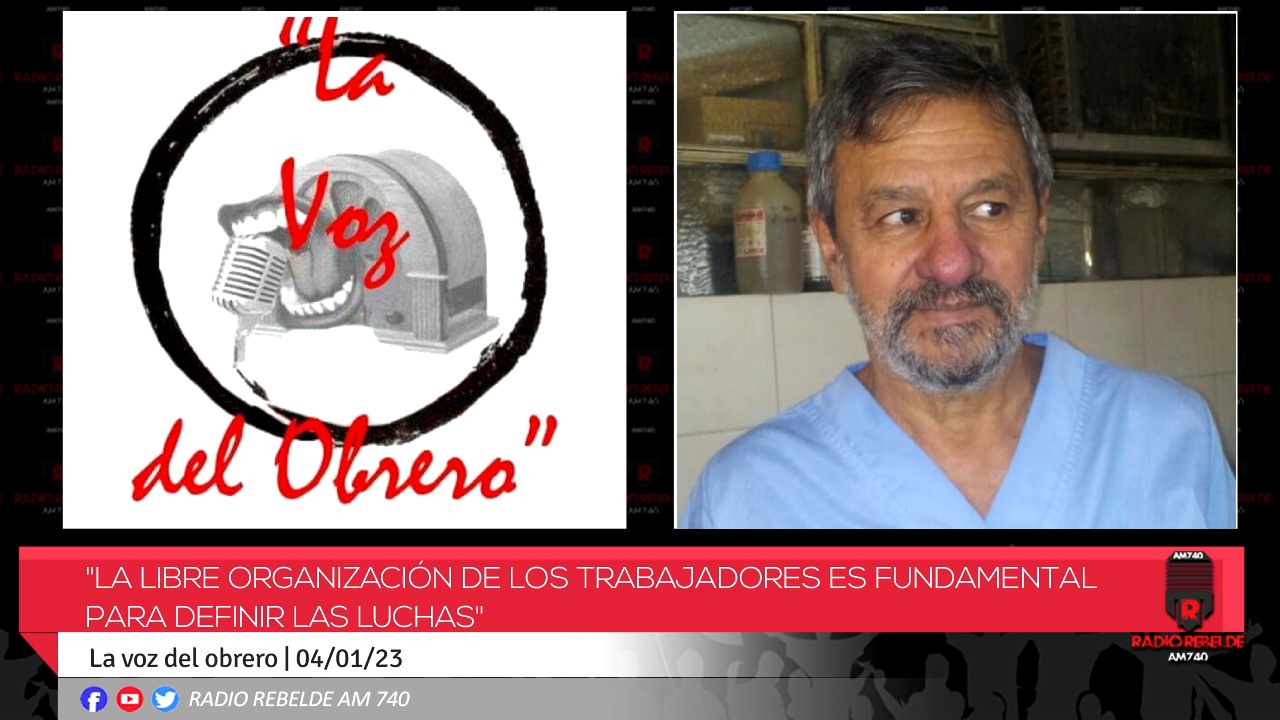 "La
Voz
del Obrero"
"LA LIBRE ORGANIZACIÓN DE LOS TRABAJADORES ES FUNDAMENTAL
PARA DEFINIR LAS LUCHAS"
AM740
R
RADIO REBELDE
AM740
La voz del obrero | 04/01/23
RADIO REBELDE AM 740